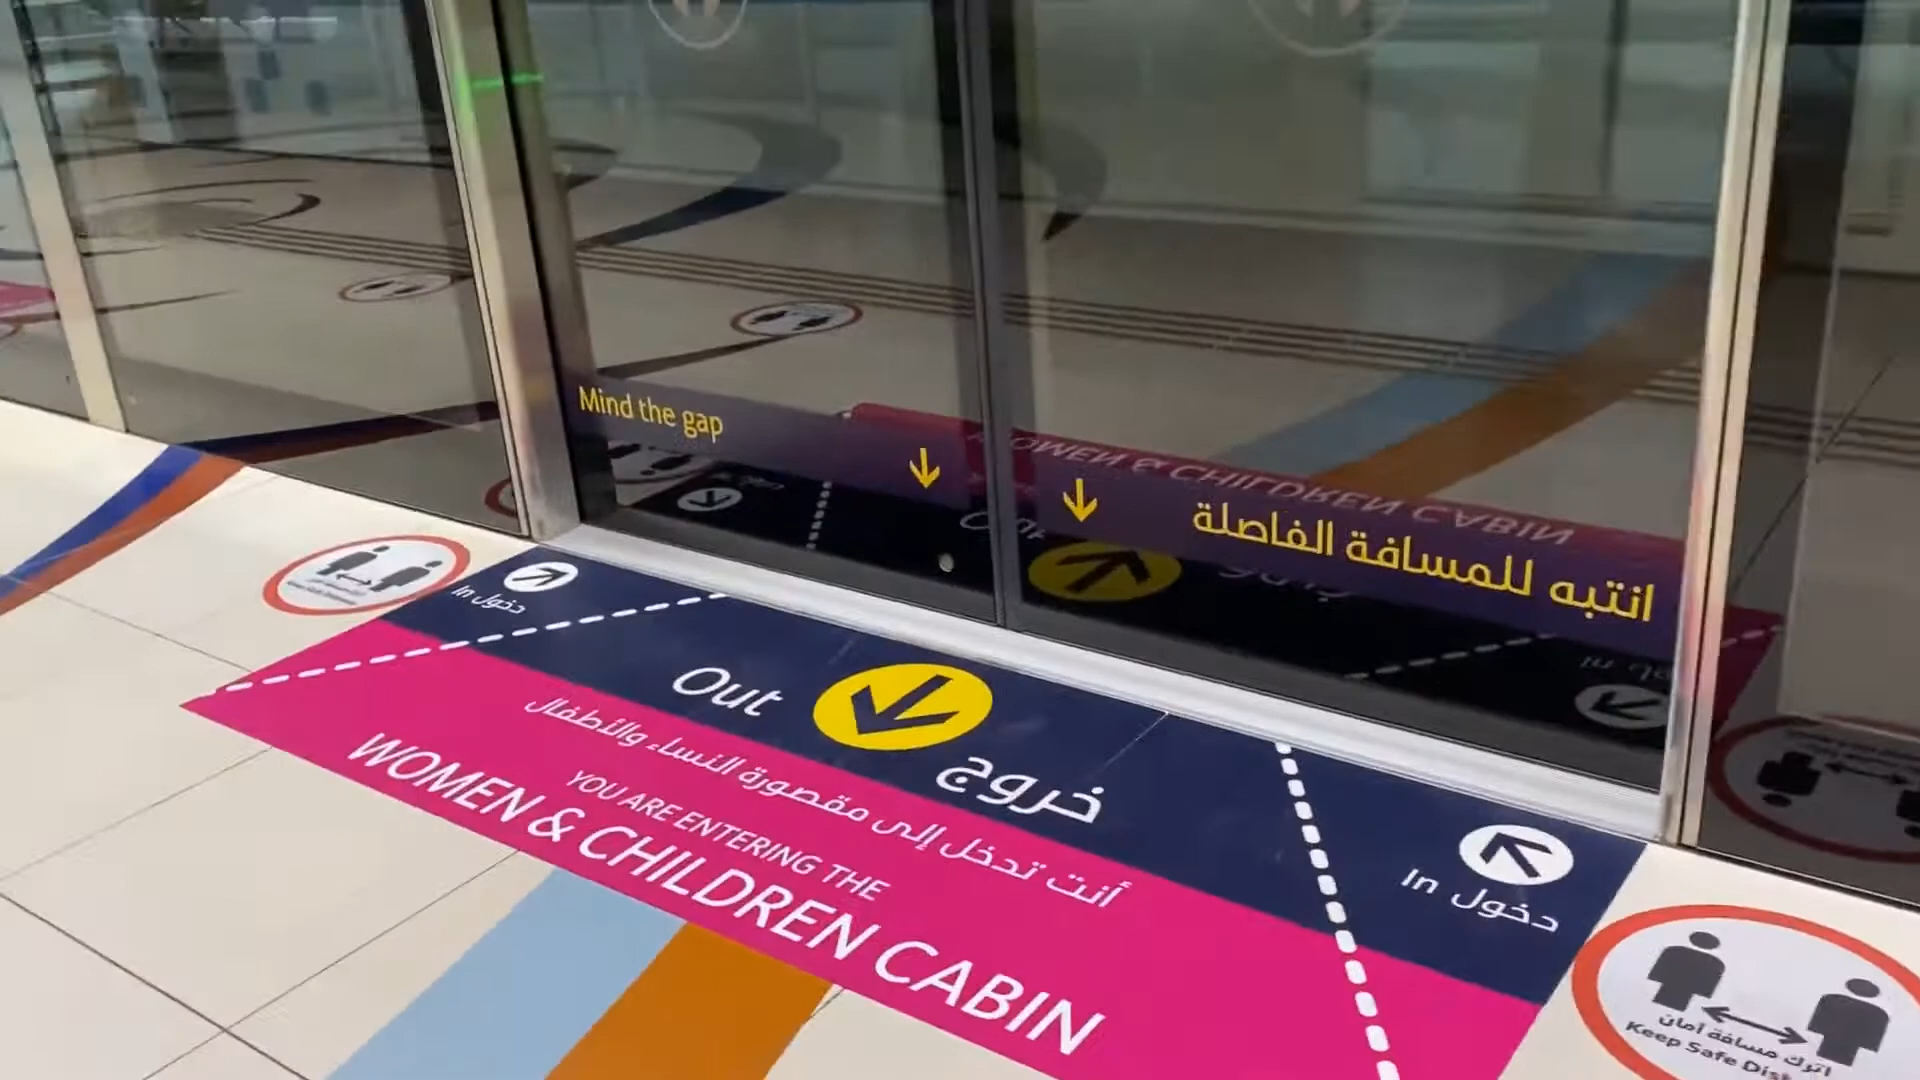 Mind the gap
انتبه للمسافة الفاصلة
In دخول
Out
خروج
أنت تدخل إلى مقصورة النساء والأطفال
YOU ARE ENTERING THE
WOMEN & CHILDREN CABIN
In دخول
اترك مسافة أمان
Keep Safe